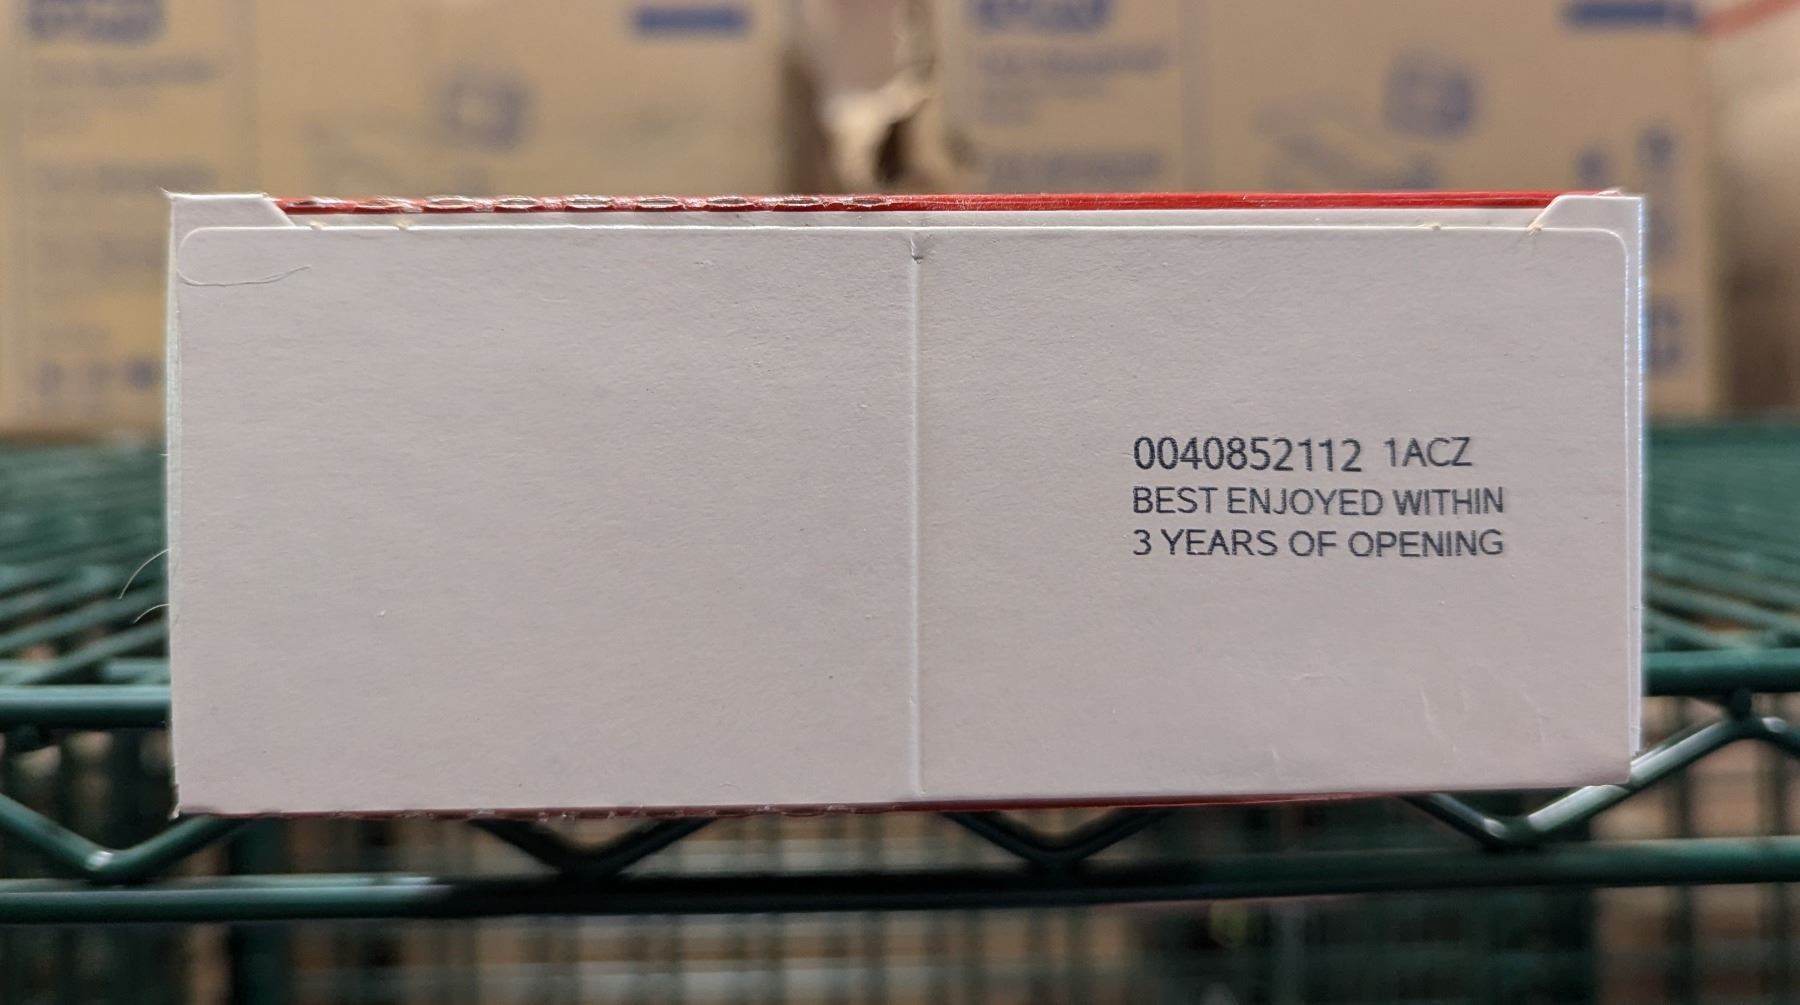 0040852112 1ACZ
BEST ENJOYED WITHIN
3 YEARS OF OPENING